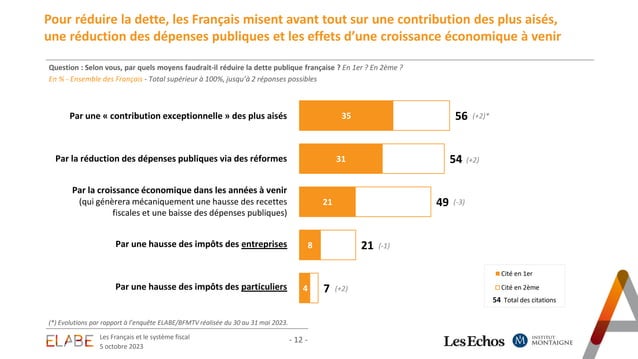 Pour réduire la dette, les Français misent avant tout sur une contribution des plus aisés,
une réduction des dépenses publiques et les effets d’une croissance économique à venir
Question : Selon vous, par quels moyens faudrait-il réduire la dette publique française ? En 1er ? En 2ème ?
En % - Ensemble des Français - Total supérieur à 100%, jusqu’à 2 réponses possibles
Par une « contribution exceptionnelle » des plus aisés
35
56 (+2)*
Par la réduction des dépenses publiques via des réformes
31
54 (+2)
Par la croissance économique dans les années à venir
(qui générera mécaniquement une hausse des recettes
fiscales et une baisse des dépenses publiques)
21
49 (-3)
Par une hausse des impôts des entreprises
8
21 (-1)
Par une hausse des impôts des particuliers
4
7 (+2)
Cité en 1er
Cité en 2ème
54 Total des citations
(*) Evolutions par rapport à l’enquête ELABE/BFMTV réalisée du 30 au 31 mai 2023.
ELABE
Les Français et le système fiscal
5 octobre 2023
- 12 -
Les Echos
INSTITUT
MONTAIGNE